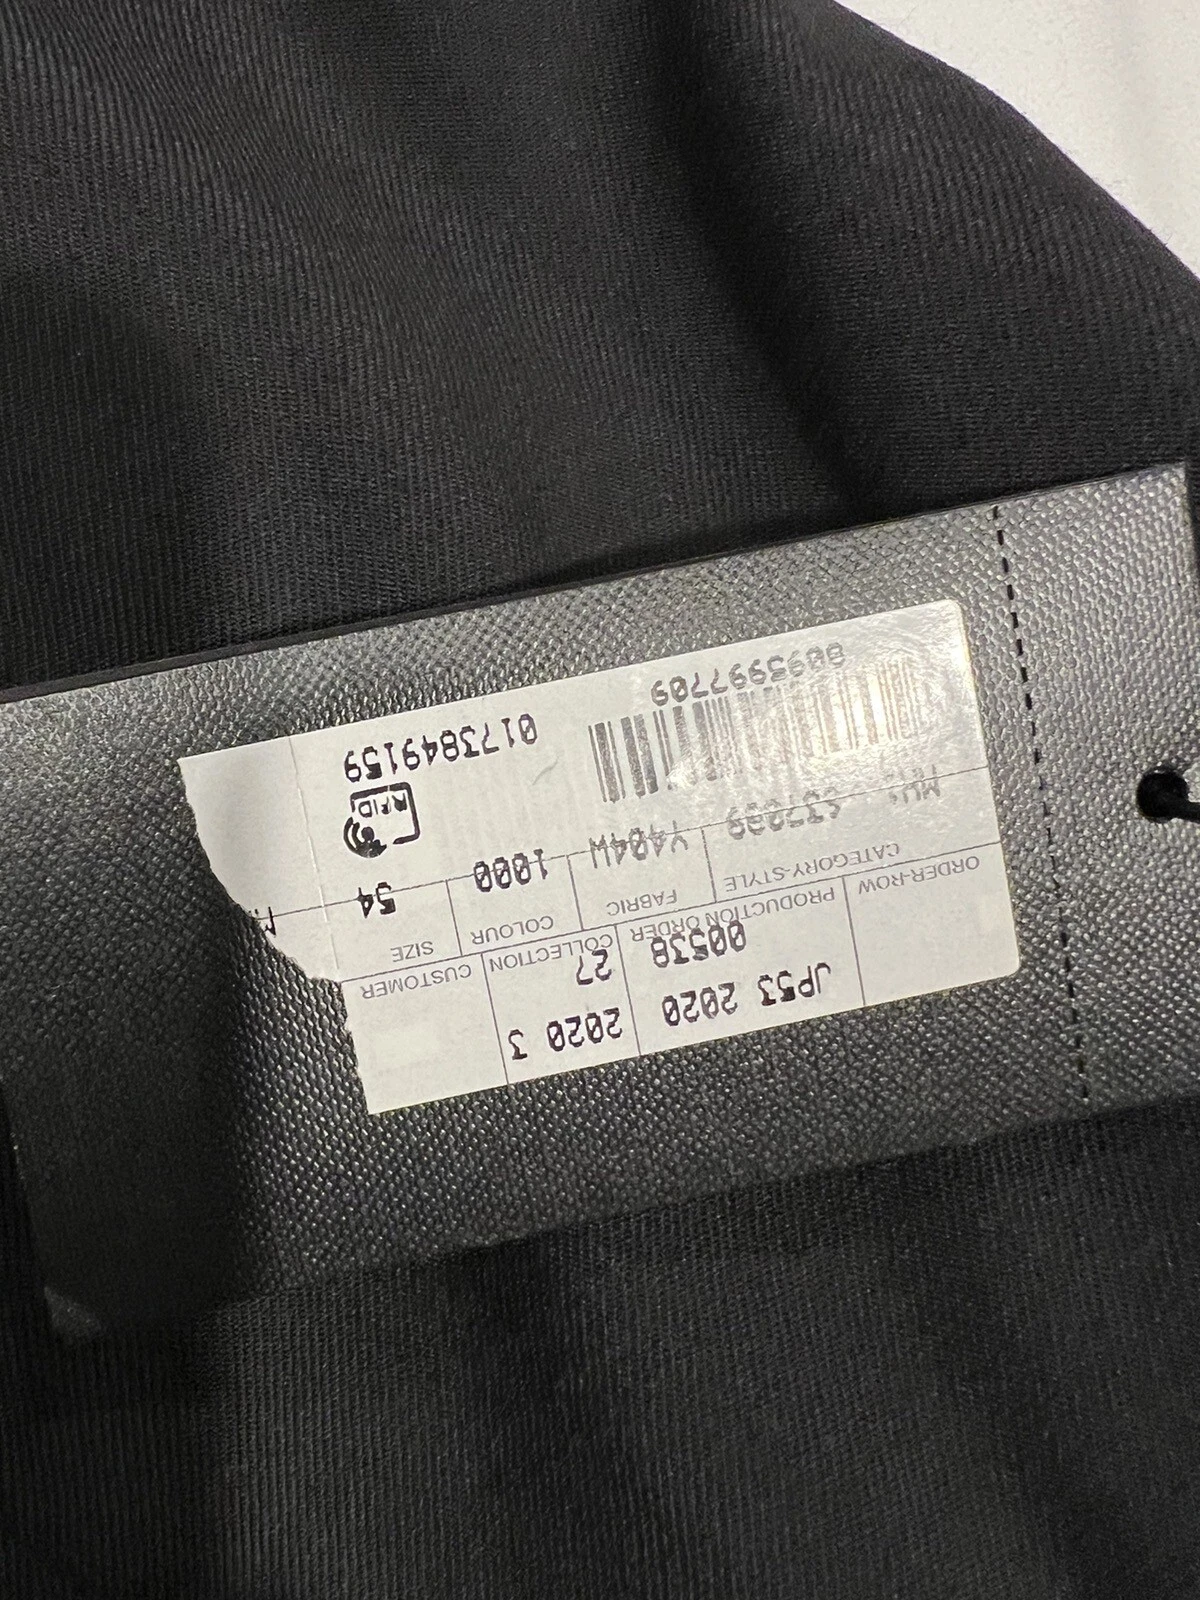 JP53 2020 2020 3
00538 27
ORDER-ROW PRODUCTION ORDER COLLECTION CUSTOMER
CATEGORY-STYLE FABRIC COLOUR SIZE
Y404W 1000 54
RFID
0173849159
8095997709